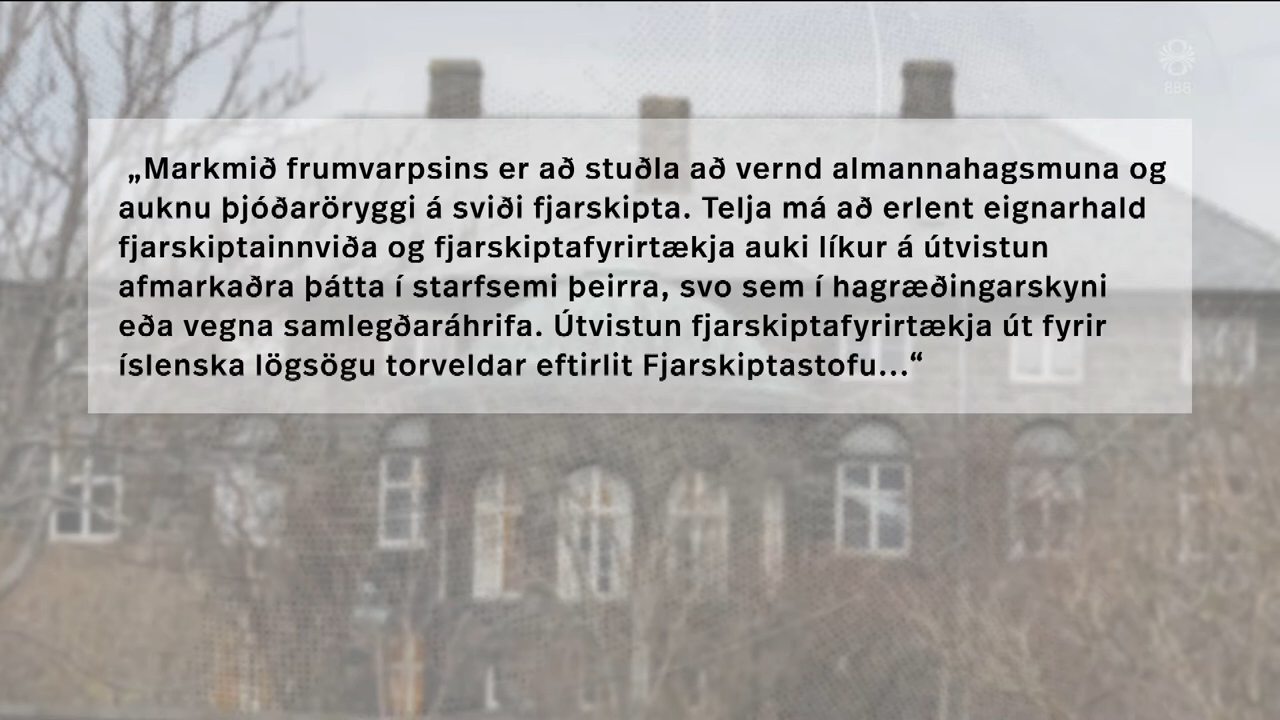 „Markmið frumvarpsins er að stuðla að vernd almannahagsmuna og
auknu þjóðaröryggi á sviði fjarskipta. Telja má að erlent eignarhald
fjarskiptainnviða og fjarskiptafyrirtækja auki líkur á útvistun
afmarkaðra þátta í starfsemi þeirra, svo sem í hagræðingarskyni
eða vegna samlegðaráhrifa. Útvistun fjarskiptafyrirtækja út fyrir
íslenska lögsögu torveldar eftirlit Fjarskiptastofu...“
888